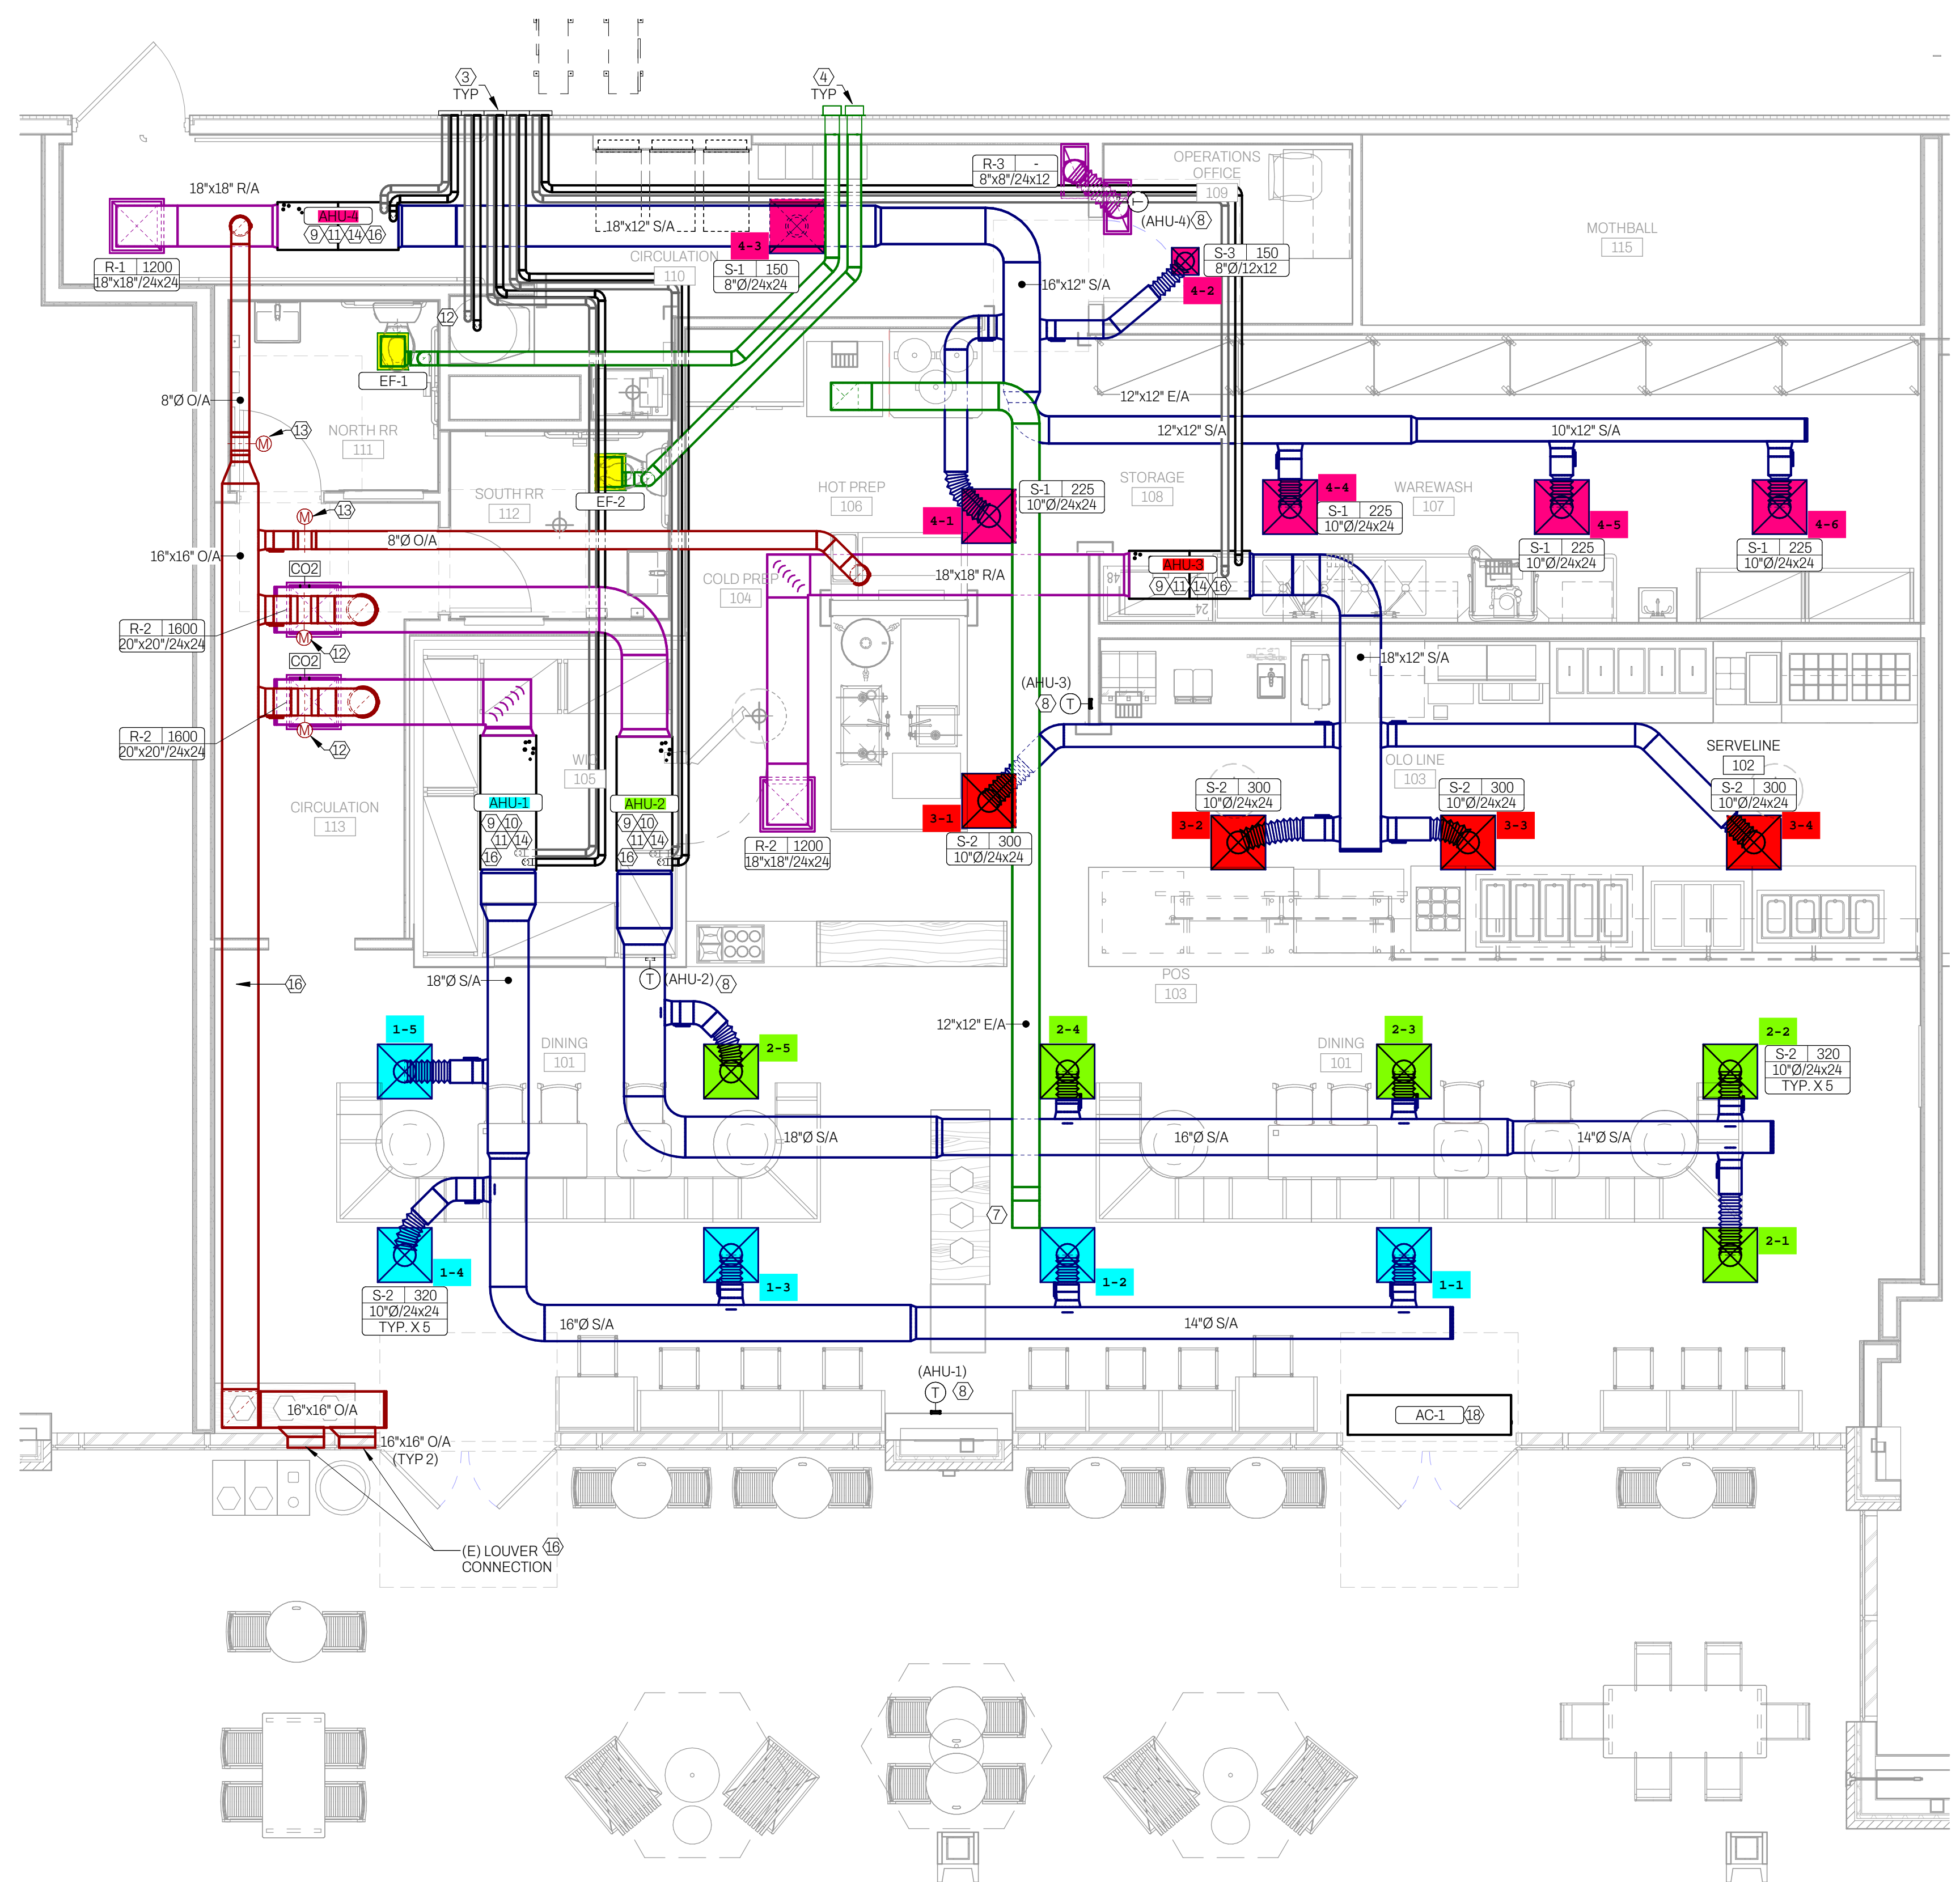 3
TYP
4
TYP
18"x18" R/A
AHU-4
9 11 14 16
R-1 1200
18"x18"/24x24
18"x12" S/A
4-3
S-1 150
8"Ø/24x24
CIRCULATION
110
R-3 -
8"x8"/24x12
OPERATIONS
OFFICE
109
T
(AHU-4) 8
S-3 150
8"Ø/12x12
4-2
16"x12" S/A
MOTHBALL
115
12
EF-1
8"Ø O/A
13
M
NORTH RR
111
12"x12" E/A
12"x12" S/A
10"x12" S/A
SOUTH RR
112
EF-2
HOT PREP
106
STORAGE
108
WAREWASH
107
S-1 225
10"Ø/24x24
4-1
4-4
S-1 225
10"Ø/24x24
4-5
S-1 225
10"Ø/24x24
4-6
S-1 225
10"Ø/24x24
M
13
8"Ø O/A
16"x16" O/A
CO2
COLD PREP
104
18"x18" R/A
AHU-3
9 11 14 16
48
24
R-2 1600
20"x20"/24x24
M
12
CO2
18"x12" S/A
(AHU-3)
8 T
R-2 1600
20"x20"/24x24
M
12
WIC
105
OLO LINE
103
SERVELINE
102
CIRCULATION
113
AHU-1
9 10
11 14
16
AHU-2
9 10
11 14
16
R-2 1200
18"x18"/24x24
3-1
S-2 300
10"Ø/24x24
S-2 300
10"Ø/24x24
3-2
S-2 300
10"Ø/24x24
3-3
S-2 300
10"Ø/24x24
3-4
18"Ø S/A
T (AHU-2) 8
POS
103
16
12"x12" E/A
1-5
DINING
101
2-5
2-4
DINING
101
2-3
2-2
S-2 320
10"Ø/24x24
TYP. X 5
18"Ø S/A
16"Ø S/A
14"Ø S/A
7
1-4
S-2 320
10"Ø/24x24
TYP. X 5
1-3
1-2
1-1
2-1
16"Ø S/A
14"Ø S/A
(AHU-1)
T 8
16"x16" O/A
16"x16" O/A
(TYP 2)
AC-1 18
(E) LOUVER 16
CONNECTION